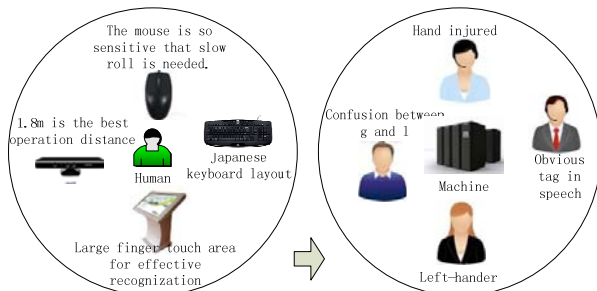 The mouse is so
sensitive that slow
roll is needed.
1.8m is the best
operation distance
Human
Japanese
keyboard layout
Large finger touch area
for effective
recognization
Hand injured
Confusion between
g and l
Machine
Obvious
tag in
speech
Left-hander